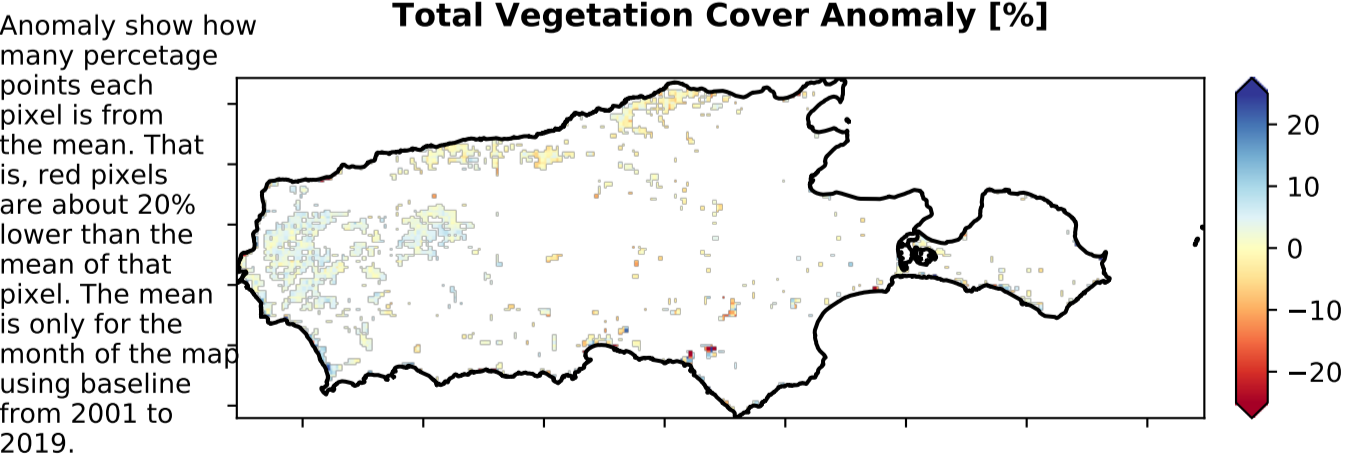 Total Vegetation Cover Anomaly [%]
Anomaly show how
many percetage
points each
pixel is from
the mean. That
is, red pixels
are about 20%
lower than the
mean of that
pixel. The mean
is only for the
month of the map
using baseline
from 2001 to
2019.
20
10
0
−10
−20